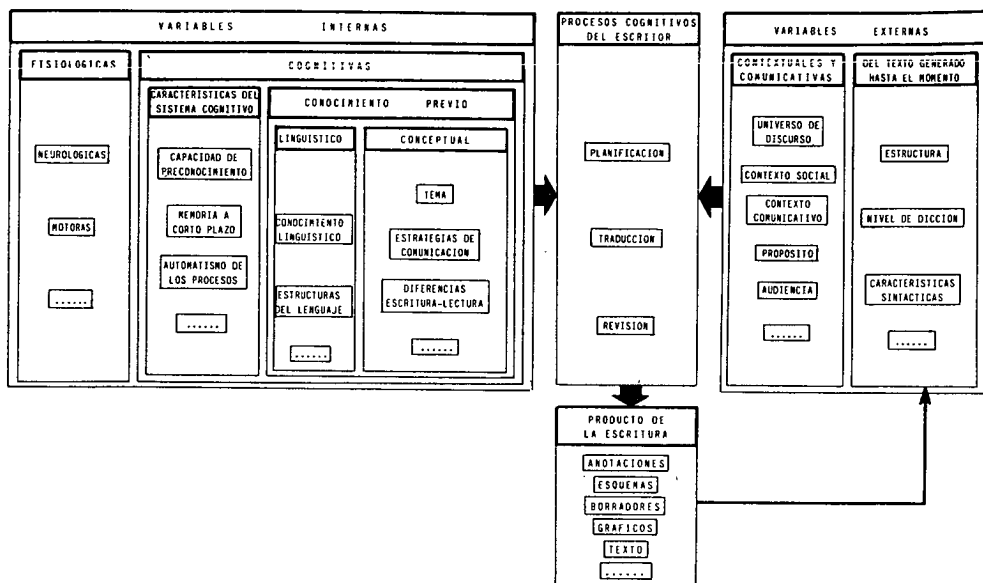 VARIABLES INTERNAS
FISIOLOGICAS
NEUROLOGICAS
MOTORAS
......
COGNITIVAS
CARACTERISTICAS DEL
SISTEMA COGNITIVO
CAPACIDAD DE
PRECONOCIMIENTO
MEMORIA A
CORTO PLAZO
AUTOMATISMO DE
LOS PROCESOS
......
CONOCIMIENTO PREVIO
LINGUISTICO
CONOCIMIENTO
LINGUISTICO
ESTRUCTURAS
DEL LENGUAJE
......
CONCEPTUAL
TEMA
ESTRATEGIAS DE
COMUNICACION
DIFERENCIAS
ESCRITURA-LECTURA
......
PROCESOS COGNITIVOS
DEL ESCRITOR
PLANIFICACION
TRADUCCION
REVISION
VARIABLES EXTERNAS
CONTEXTUALES Y
COMUNICATIVAS
UNIVERSO DE
DISCURSO
CONTEXTO SOCIAL
CONTEXTO
COMUNICATIVO
PROPOSITO
AUDIENCIA
......
DEL TEXTO GENERADO
HASTA EL MOMENTO
ESTRUCTURA
NIVEL DE DICCION
CARACTERISTICAS
SINTACTICAS
......
PRODUCTO DE
LA ESCRITURA
ANOTACIONES
ESQUEMAS
BORRADORES
GRAFICOS
TEXTO
......